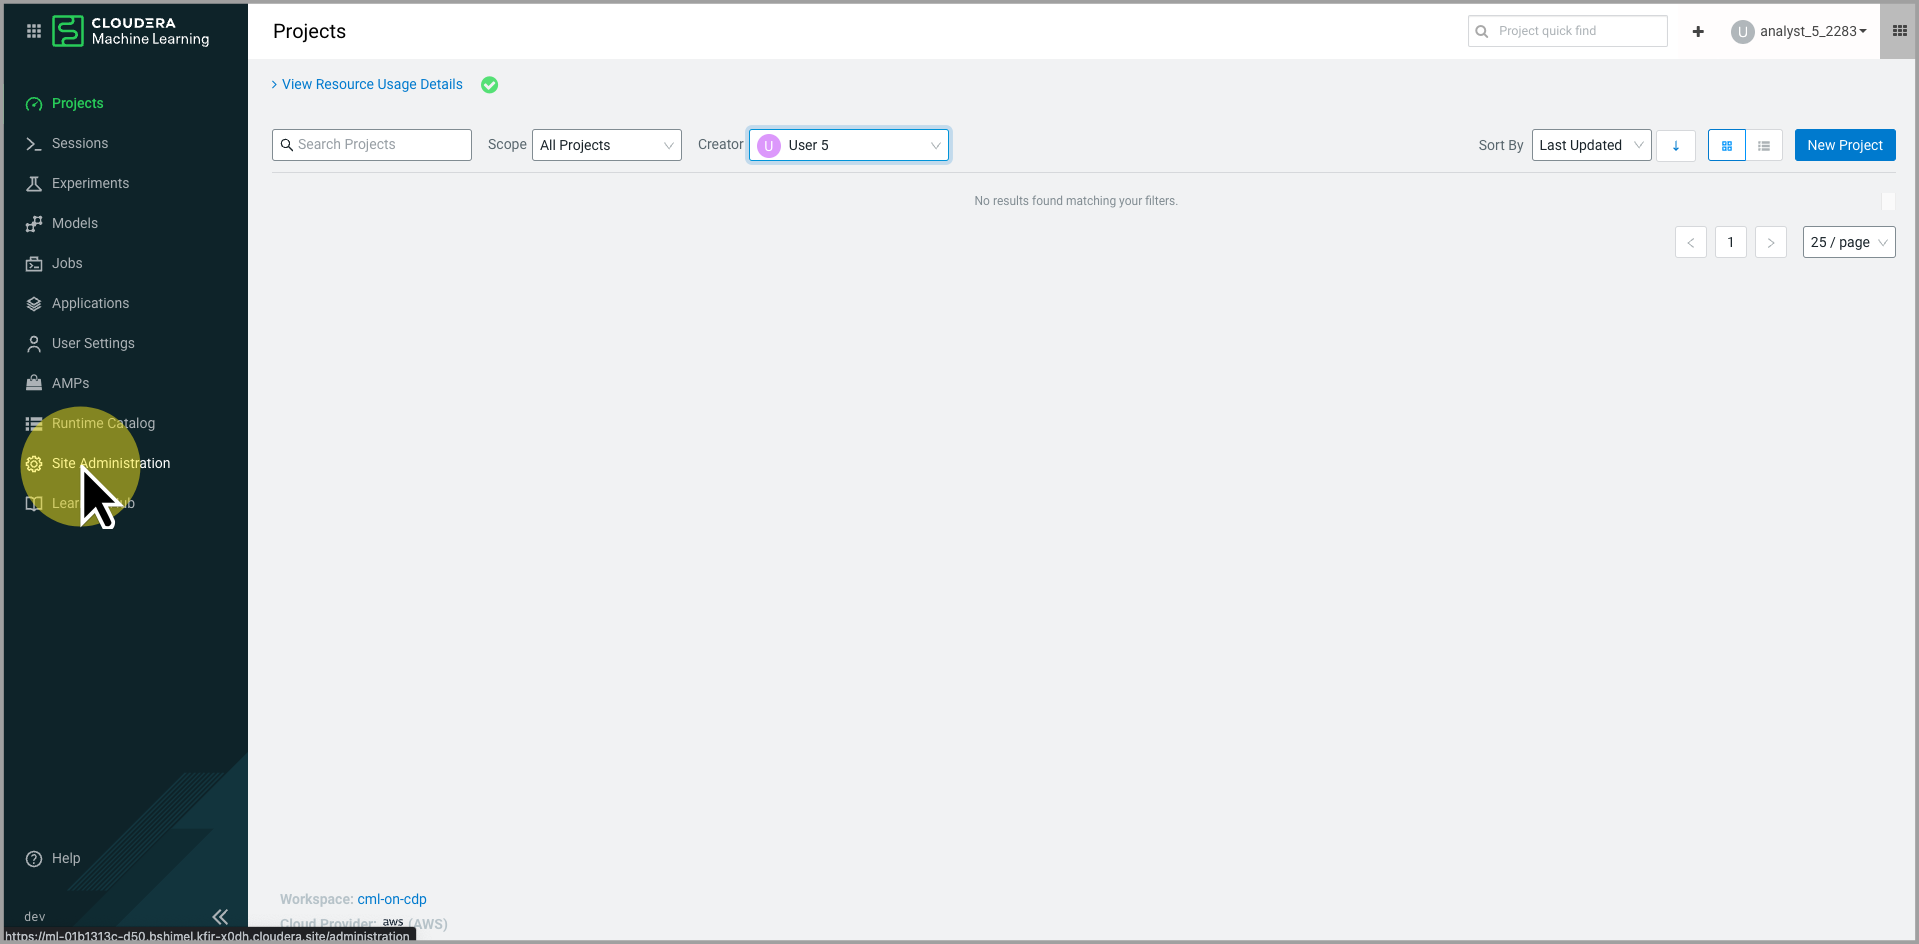 CLOUDERA
Machine Learning
Projects
Project quick find
U
analyst_5_2283
Projects
Sessions
Experiments
Models
Jobs
Applications
User Settings
AMPs
Runtime Catalog
Site Administration
Help
dev
View Resource Usage Details
Search Projects
Scope
All Projects
Creator
U
User 5
Sort By
Last Updated
New Project
No results found matching your filters.
1
25 / page
Workspace: cml-on-cdp
Cloud Provider: aws (AWS)
https://ml-01b1313c-d50.bshimel.kfir-x0dh.cloudera.site/administration